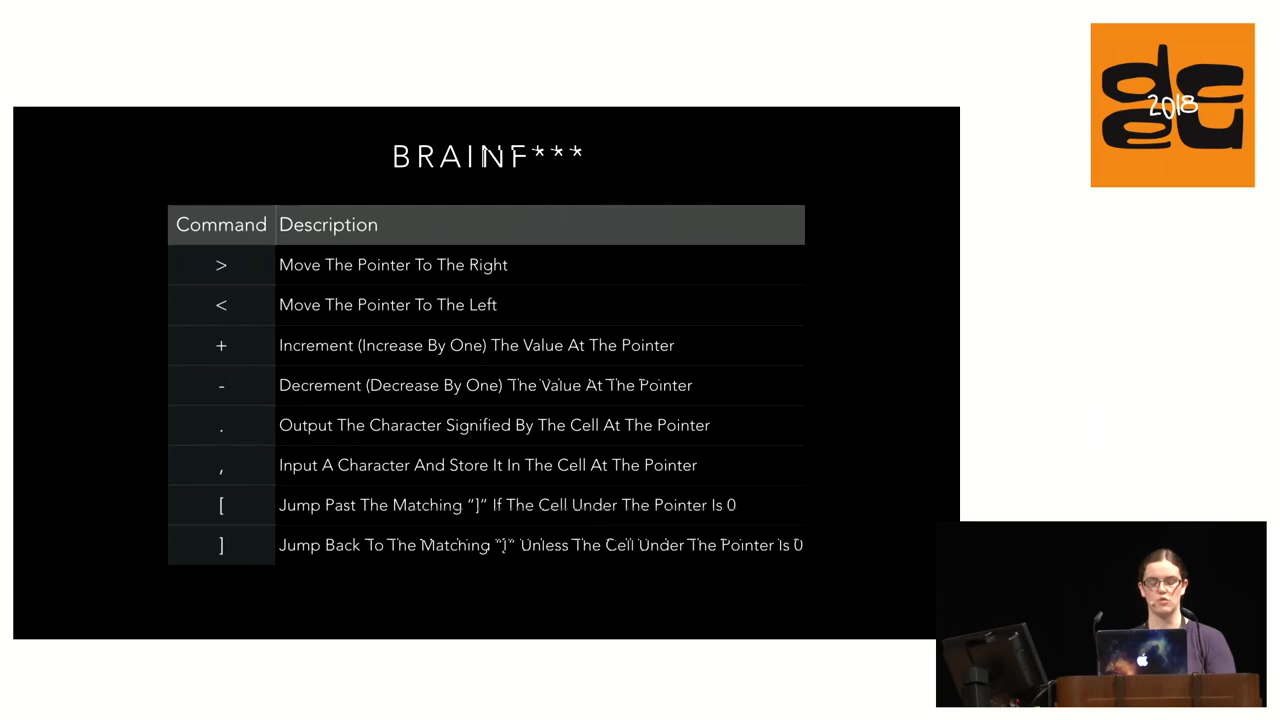 2018
BRAINF***
Command Description
> Move The Pointer To The Right
< Move The Pointer To The Left
+ Increment (Increase By One) The Value At The Pointer
- Decrement (Decrease By One) The Value At The Pointer
. Output The Character Signified By The Cell At The Pointer
, Input A Character And Store It In The Cell At The Pointer
[ Jump Past The Matching “]” If The Cell Under The Pointer Is 0
] Jump Back To The Matching “]” Unless The Cell Under The Pointer Is 0